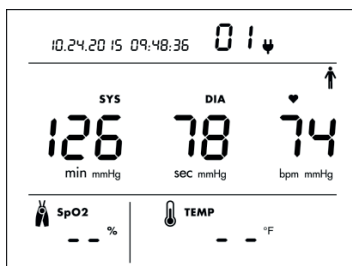 10.24.2015 09:48:36 01
SYS DIA
126 78 74
min mmHg sec mmHg bpm mmHg
SpO2 TEMP
-- % -- °F